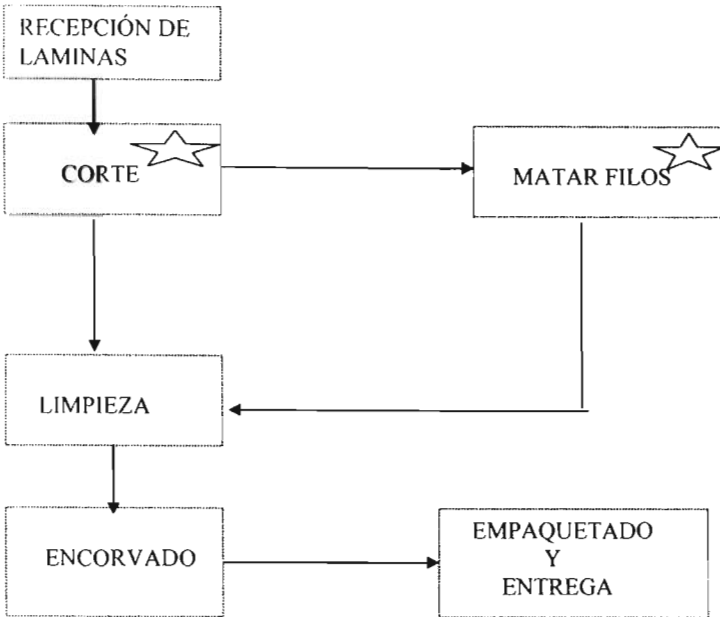 RECEPCIÓN DE
LAMINAS
CORTE
MATAR FILOS
LIMPIEZA
ENCORVADO
EMPAQUETADO
Y
ENTREGA